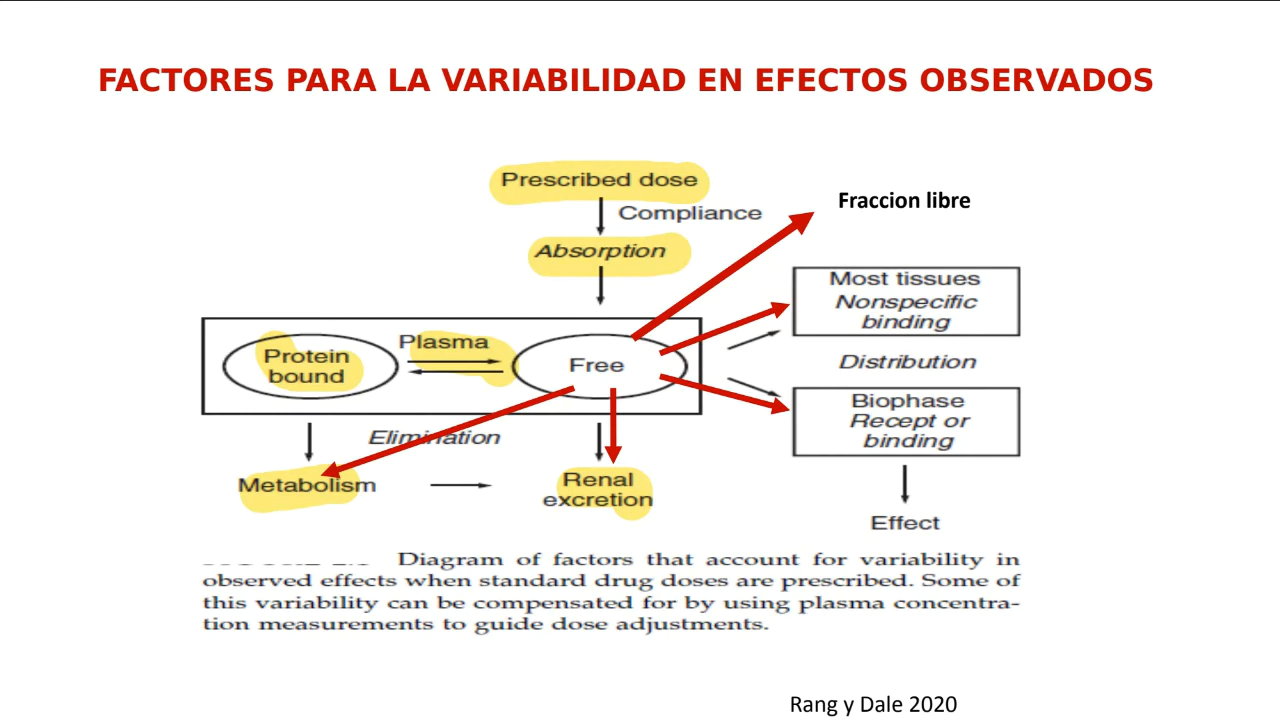 FACTORES PARA LA VARIABILIDAD EN EFECTOS OBSERVADOS
Prescribed dose
Compliance
Fraccion libre
Absorption
Most tissues
Nonspecific
binding
Plasma
Protein
bound
Free
Distribution
Biophase
Recept or
binding
Elimination
Metabolism
Renal
excretion
Effect
Diagram of factors that account for variability in
observed effects when standard drug doses are prescribed. Some of
this variability can be compensated for by using plasma concentra-
tion measurements to guide dose adjustments.
Rang y Dale 2020